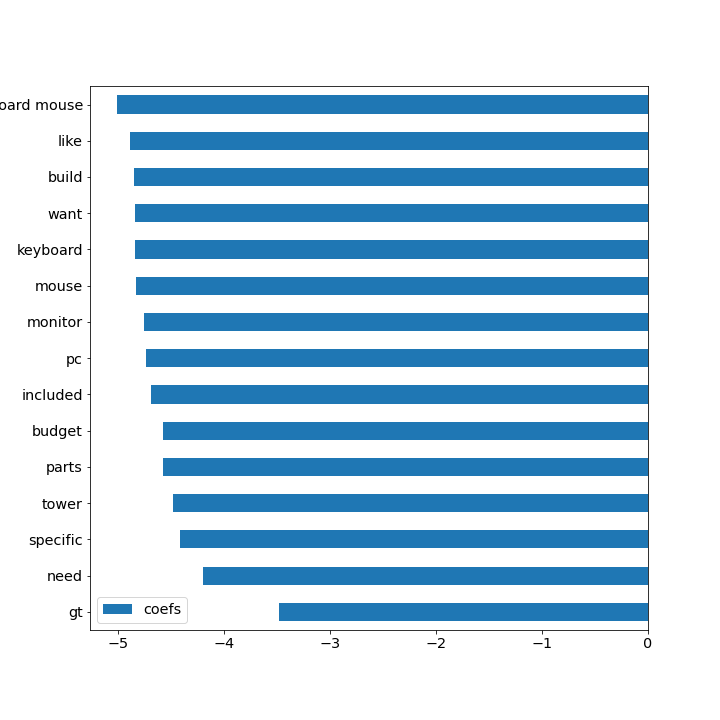 oard mouse
like
build
want
keyboard
mouse
monitor
pc
included
budget
parts
tower
specific
need
gt
coefs
−5 −4 −3 −2 −1 0